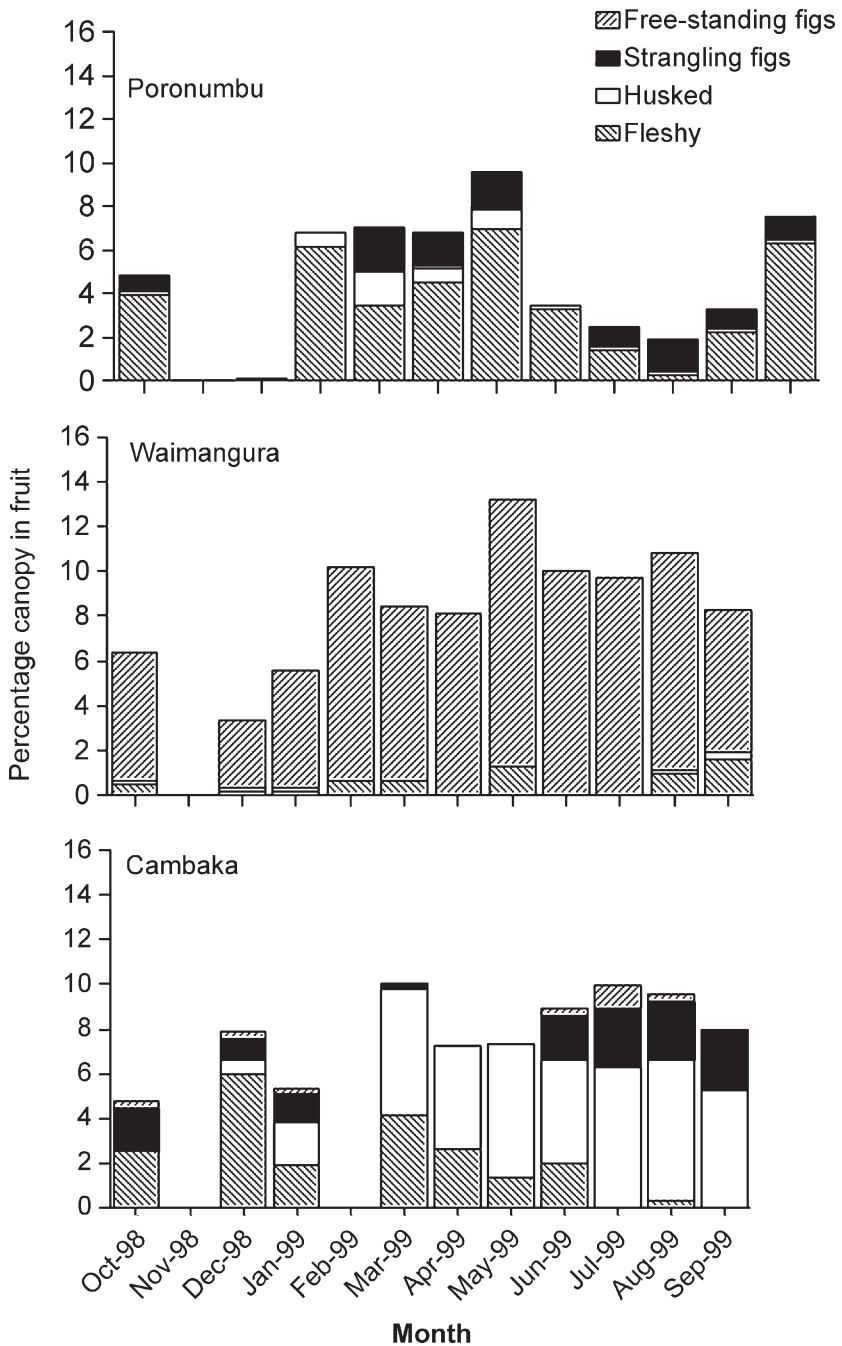 Free-standing figs
Strangling figs
Husked
Fleshy
Poronumbu
16
14
12
10
8
6
4
2
0
Waimangura
16
14
12
10
8
6
4
2
0
Percentage canopy in fruit
Cambaka
16
14
12
10
8
6
4
2
0
Oct-98 Nov-98 Dec-98 Jan-99 Feb-99 Mar-99 Apr-99 May-99 Jun-99 Jul-99 Aug-99 Sep-99
Month